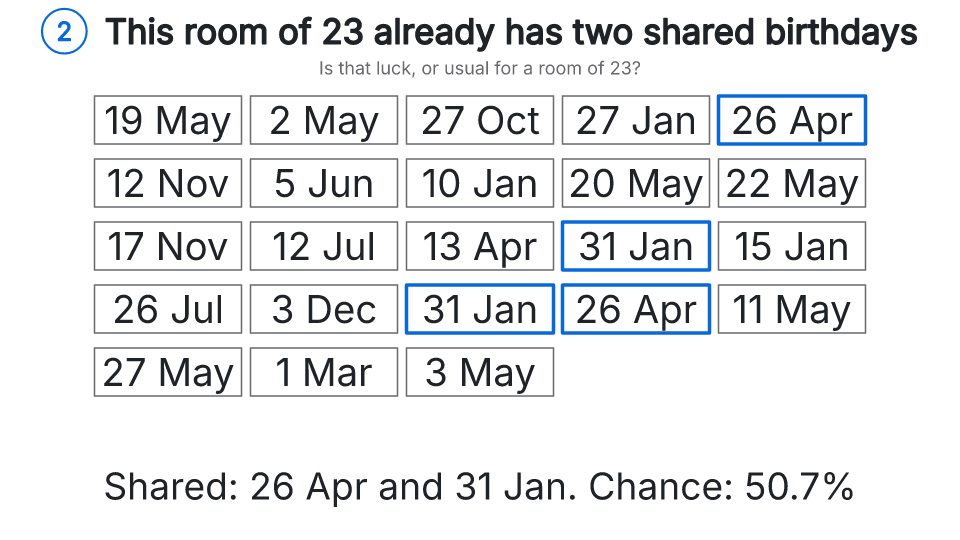 2 This room of 23 already has two shared birthdays
Is that luck, or usual for a room of 23?
19 May 2 May 27 Oct 27 Jan 26 Apr
12 Nov 5 Jun 10 Jan 20 May 22 May
17 Nov 12 Jul 13 Apr 31 Jan 15 Jan
26 Jul 3 Dec 31 Jan 26 Apr 11 May
27 May 1 Mar 3 May
Shared: 26 Apr and 31 Jan. Chance: 50.7%